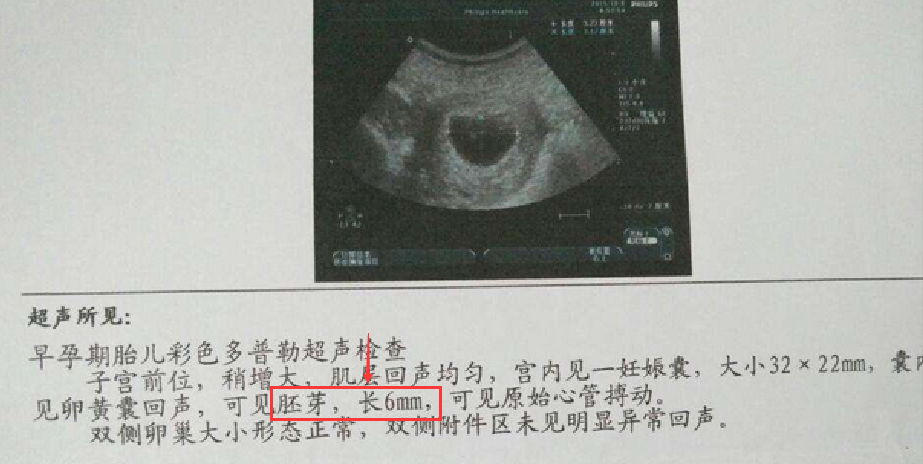 Philips Healthcare
PHILIPS
超声所见:
早孕期胎儿彩色多普勒超声检查
子宫前位，稍增大，肌层回声均匀，宫内见一妊娠囊，大小32×22mm，囊内
见卵黄囊回声，可见胚芽，长6mm，可见原始心管搏动。
双侧卵巢大小形态正常，双侧附件区未见明显异常回声。